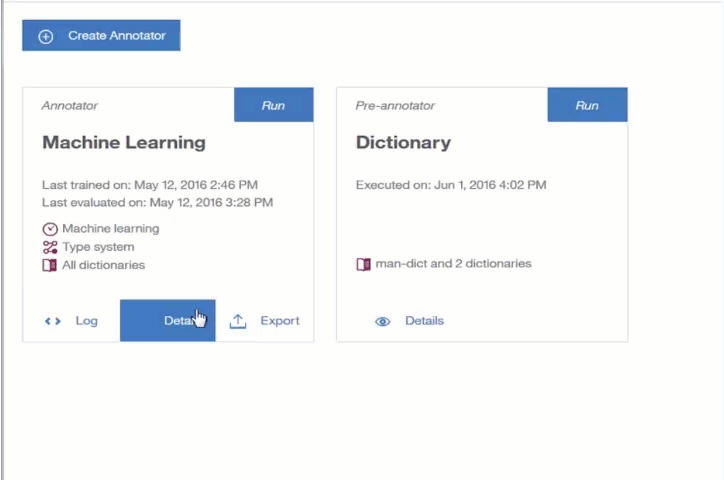 Create Annotator
Annotator
Run
Machine Learning
Last trained on: May 12, 2016 2:46 PM
Last evaluated on: May 12, 2016 3:28 PM
Machine learning
Type system
All dictionaries
Log
Export
Pre-annotator
Run
Dictionary
Executed on: Jun 1, 2016 4:02 PM
man-dict and 2 dictionaries
Details